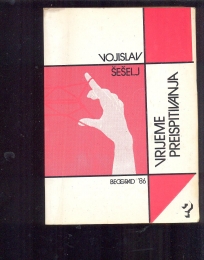 VOJISLAV
ŠEŠELJ
VRIJEME
PREISPITIVANJA
BEOGRAD '86
?